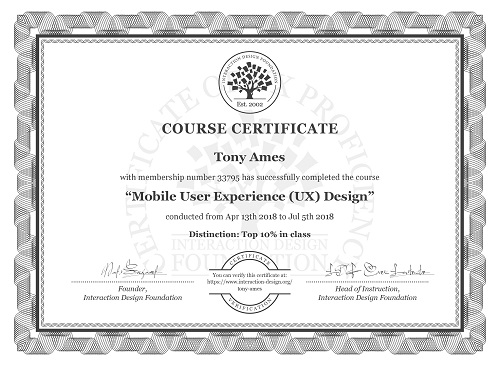 INTERACTION DESIGN FOUNDATION
Est. 2002
CERTIFICATE OF UX PROFICIENCY
COURSE CERTIFICATE
Tony Ames
with membership number 33795 has successfully completed the course
“Mobile User Experience (UX) Design”
conducted from Apr 13th 2018 to Jul 5th 2018
Distinction: Top 10% in class
INTERACTION DESIGN
FOUNDATION
CERTIFICATE
You can verify this certificate at:
https://www.interaction-design.org/
tony-ames
VERIFICATION
Founder,
Interaction Design Foundation
Head of Instruction,
Interaction Design Foundation